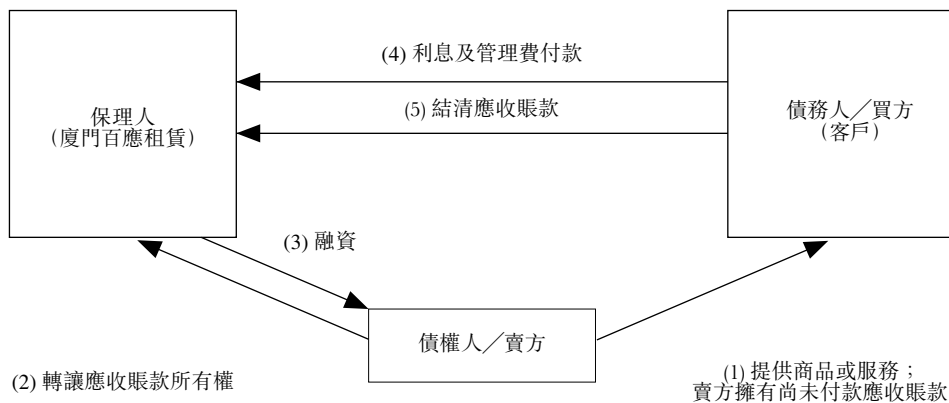 (4) 利息及管理費付款
(5) 結清應收賬款
保理人
(廈門百應租賃)
債務人／買方
(客戶)
(3) 融資
債權人／賣方
(2) 轉讓應收賬款所有權
(1) 提供商品或服務；
賣方擁有尚未付款應收賬款